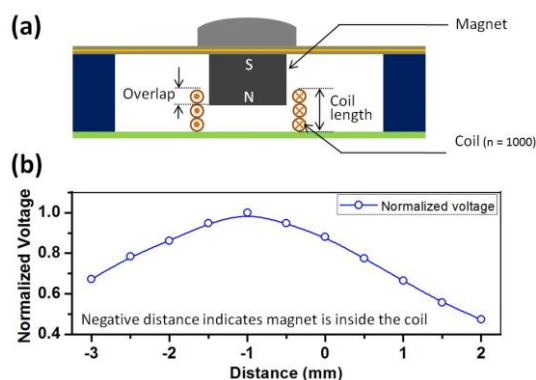 (a)
Magnet
S
N
Overlap
Coil
length
Coil (n = 1000)
(b)
Normalized Voltage
1.0
0.8
0.6
0.4
Normalized voltage
Negative distance indicates magnet is inside the coil
-3 -2 -1 0 1 2
Distance (mm)